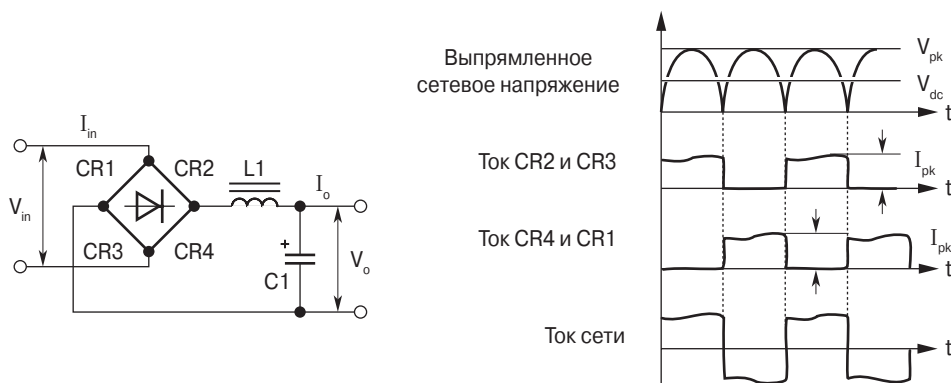 I_in
CR1 CR2
V_in
CR3 CR4
L1
I_o
+
C1
V_o
Выпрямленное
сетевое напряжение
V_pk
V_dc
t
Ток CR2 и CR3
I_pk
t
Ток CR4 и CR1
I_pk
t
Ток сети
t